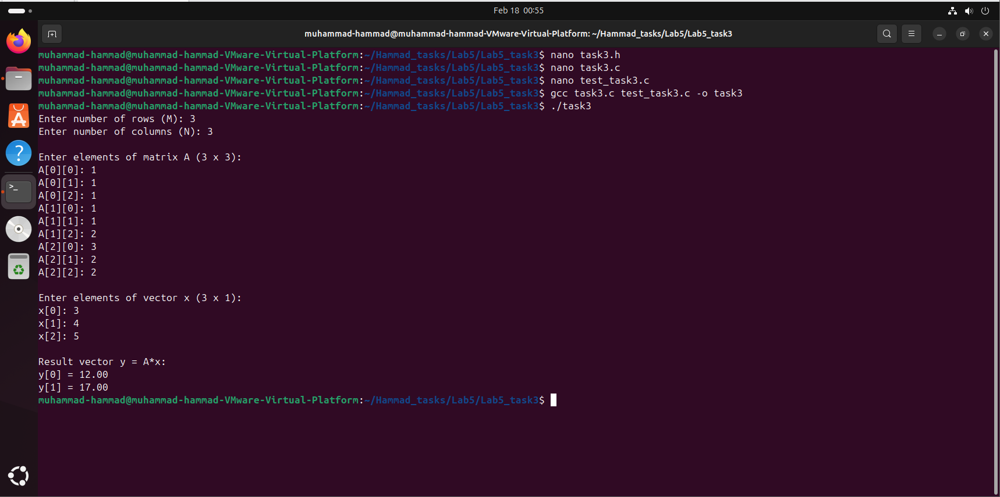 Feb 18 00:55
muhammad-hammad@muhammad-hammad-VMware-Virtual-Platform: ~/Hammad_tasks/Lab5/Lab5_task3
muhammad-hammad@muhammad-hammad-VMware-Virtual-Platform:~/Hammad_tasks/Lab5/Lab5_task3$ nano task3.h
muhammad-hammad@muhammad-hammad-VMware-Virtual-Platform:~/Hammad_tasks/Lab5/Lab5_task3$ nano task3.c
muhammad-hammad@muhammad-hammad-VMware-Virtual-Platform:~/Hammad_tasks/Lab5/Lab5_task3$ nano test_task3.c
muhammad-hammad@muhammad-hammad-VMware-Virtual-Platform:~/Hammad_tasks/Lab5/Lab5_task3$ gcc task3.c test_task3.c -o task3
muhammad-hammad@muhammad-hammad-VMware-Virtual-Platform:~/Hammad_tasks/Lab5/Lab5_task3$ ./task3
Enter number of rows (M): 3
Enter number of columns (N): 3
Enter elements of matrix A (3 x 3):
A[0][0]: 1
A[0][1]: 1
A[0][2]: 1
A[1][0]: 1
A[1][1]: 1
A[1][2]: 2
A[2][0]: 3
A[2][1]: 2
A[2][2]: 2
Enter elements of vector x (3 x 1):
x[0]: 3
x[1]: 4
x[2]: 5
Result vector y = A*x:
y[0] = 12.00
y[1] = 17.00
muhammad-hammad@muhammad-hammad-VMware-Virtual-Platform:~/Hammad_tasks/Lab5/Lab5_task3$